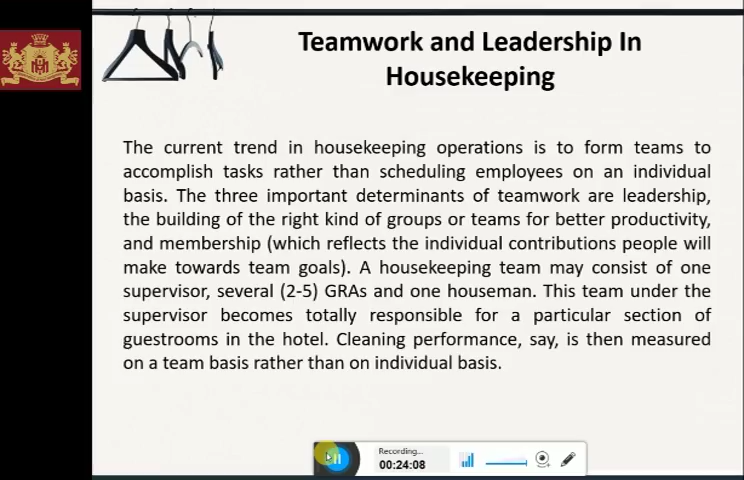 Teamwork and Leadership In
Housekeeping
The current trend in housekeeping operations is to form teams to
accomplish tasks rather than scheduling employees on an individual
basis. The three important determinants of teamwork are leadership,
the building of the right kind of groups or teams for better productivity,
and membership (which reflects the individual contributions people will
make towards team goals). A housekeeping team may consist of one
supervisor, several (2-5) GRAs and one houseman. This team under the
supervisor becomes totally responsible for a particular section of
guestrooms in the hotel. Cleaning performance, say, is then measured
on a team basis rather than on individual basis.
Recording...
00:24:08